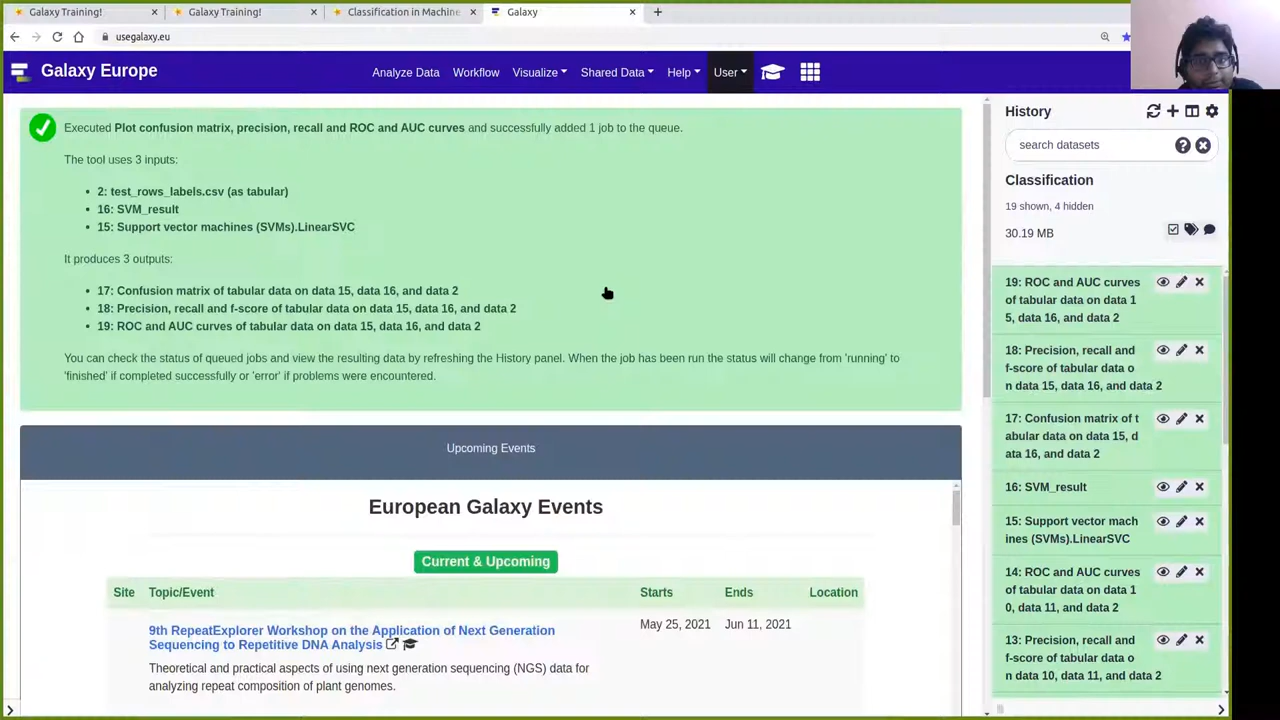 Galaxy Training!
Galaxy Training!
Classification in Machine
Galaxy
usegalaxy.eu
Galaxy Europe
Analyze Data
Workflow
Visualize
Shared Data
Help
User
Executed Plot confusion matrix, precision, recall and ROC and AUC curves and successfully added 1 job to the queue.
The tool uses 3 inputs:
• 2: test_rows_labels.csv (as tabular)
• 16: SVM_result
• 15: Support vector machines (SVMs).LinearSVC
It produces 3 outputs:
• 17: Confusion matrix of tabular data on data 15, data 16, and data 2
• 18: Precision, recall and f-score of tabular data on data 15, data 16, and data 2
• 19: ROC and AUC curves of tabular data on data 15, data 16, and data 2
You can check the status of queued jobs and view the resulting data by refreshing the History panel. When the job has been run the status will change from 'running' to
'finished' if completed successfully or 'error' if problems were encountered.
Upcoming Events
European Galaxy Events
Current & Upcoming
Site Topic/Event Starts Ends Location
9th RepeatExplorer Workshop on the Application of Next Generation
Sequencing to Repetitive DNA Analysis
May 25, 2021 Jun 11, 2021
Theoretical and practical aspects of using next generation sequencing (NGS) data for
analyzing repeat composition of plant genomes.
History
search datasets
Classification
19 shown, 4 hidden
30.19 MB
19: ROC and AUC curves
of tabular data on data 1
5, data 16, and data 2
18: Precision, recall and
f-score of tabular data o
n data 15, data 16, and data 2
17: Confusion matrix of t
abular data on data 15, d
ata 16, and data 2
16: SVM_result
15: Support vector mach
ines (SVMs).LinearSVC
14: ROC and AUC curves
of tabular data on data 1
0, data 11, and data 2
13: Precision, recall and
f-score of tabular data o
n data 10, data 11, and data 2